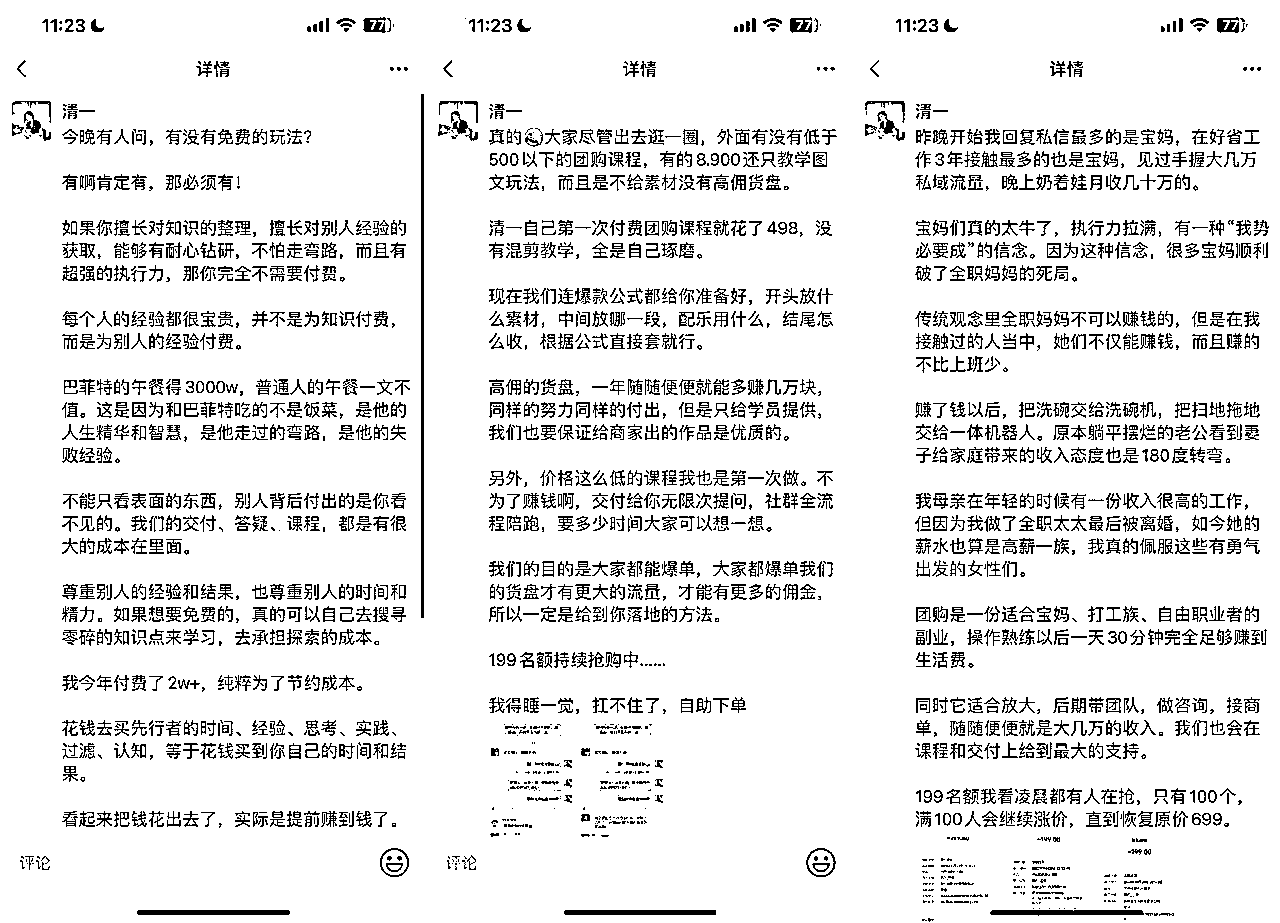 11:23
77
详情
清一
今晚有人问，有没有免费的玩法？
有啊肯定有，那必须有！
如果你擅长对知识的整理，擅长对别人经验的
获取，能够有耐心钻研，不怕走弯路，而且有
超强的执行力，那你完全不需要付费。
每个人的经验都很宝贵，并不是为知识付费，
而是为别人的经验付费。
巴菲特的午餐得3000w，普通人的午餐一文不
值。这是因为和巴菲特吃的不是饭菜，是他的
人生精华和智慧，是他走过的弯路，是他的失
败经验。
不能只看表面的东西，别人背后付出的是你看
不见的。我们的交付、答疑、课程，都是有很
大的成本在里面。
尊重别人的经验和结果，也尊重别人的时间和
精力。如果想要免费的，真的可以自己去搜寻
零碎的知识点来学习，去承担探索的成本。
我今年付费了2w+，纯粹为了节约成本。
花钱去买先行者的时间、经验、思考、实践、
过滤、认知，等于花钱买到你自己的时间和结
果。
看起来把钱花出去了，实际是提前赚到钱了。
评论
11:23
77
详情
清一
真的大家尽管出去逛一圈，外面有没有低于
500以下的团购课程，有的8.900还只教学图
文玩法，而且是不给素材没有高佣货盘。
清一自己第一次付费团购课程就花了498，没
有混剪教学，全是自己琢磨。
现在我们连爆款公式都给你准备好，开头放什
么素材，中间放哪一段，配乐用什么，结尾怎
么收，根据公式直接套就行。
高佣的货盘，一年随随便便就能多赚几万块，
同样的努力同样的付出，但是只给学员提供，
我们也要保证给商家出的作品是优质的。
另外，价格这么低的课程我也是第一次做。不
为了赚钱啊，交付给你无限次提问，社群全流
程陪跑，要多少时间大家可以想一想。
我们的目的是大家都能爆单，大家都爆单我们
的货盘才有更大的流量，才能有更多的佣金，
所以一定是给到你落地的方法。
199名额持续抢购中......
我得睡一觉，扛不住了，自助下单
评论
11:23
77
详情
清一
昨晚开始我回复私信最多的是宝妈，在好省工
作3年接触最多的也是宝妈，见过手握大几万
私域流量，晚上奶着娃月收几十万的。
宝妈们真的太牛了，执行力拉满，有一种“我势
必要成”的信念。因为这种信念，很多宝妈顺利
破了全职妈妈的死局。
传统观念里全职妈妈不可以赚钱的，但是在我
接触过的人当中，她们不仅能赚钱，而且赚的
不比上班少。
赚了钱以后，把洗碗交给洗碗机，把扫地拖地
交给一体机器人。原本躺平摆烂的老公看到妻
子给家庭带来的收入态度也是180度转弯。
我母亲在年轻的时候有一份收入很高的工作，
但因为我做了全职太太最后被离婚，如今她的
薪水也算是高薪一族，我真的佩服这些有勇气
出发的女性们。
团购是一份适合宝妈、打工族、自由职业者的
副业，操作熟练以后一天30分钟完全足够赚到
生活费。
同时它适合放大，后期带团队，做咨询，接商
单，随随便便就是大几万的收入。我们也会在
课程和交付上给到最大的支持。
199名额我看凌晨都有人在抢，只有100个，
满100人会继续涨价，直到恢复原价699。
-199.00
-199.00